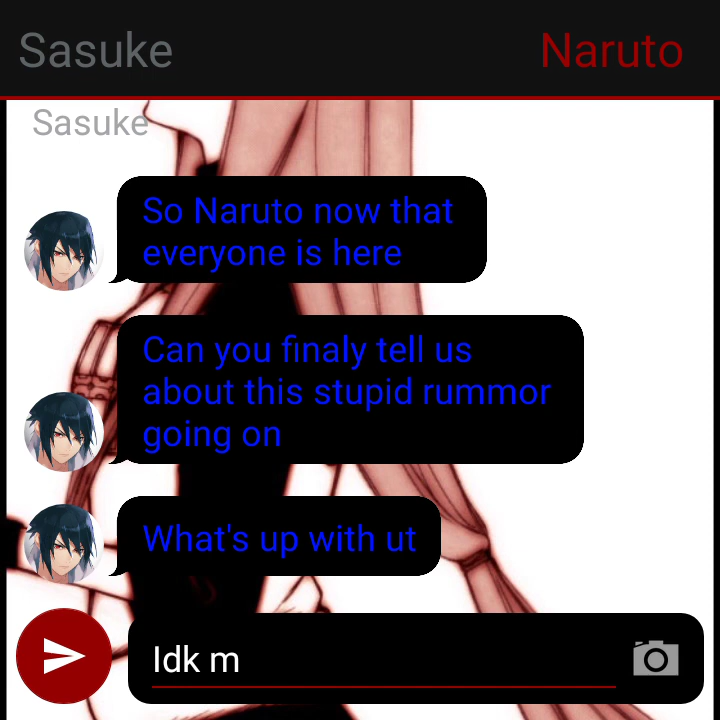 Sasuke Naruto
Sasuke
So Naruto now that
everyone is here
Can you finaly tell us
about this stupid rummor
going on
What's up with ut
Idk m